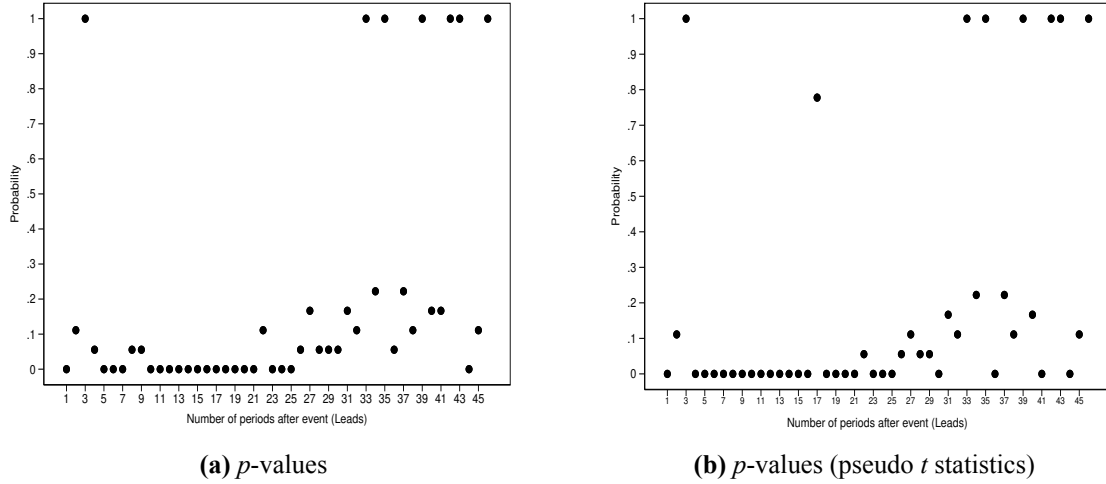 1
.9
.8
.7
.6
.5
.4
.3
.2
.1
0
Probability
1 3 5 7 9 11 13 15 17 19 21 23 25 27 29 31 33 35 37 39 41 43 45
Number of periods after event (Leads)
(a) p-values
1
.9
.8
.7
.6
.5
.4
.3
.2
.1
0
Probability
1 3 5 7 9 11 13 15 17 19 21 23 25 27 29 31 33 35 37 39 41 43 45
Number of periods after event (Leads)
(b) p-values (pseudo t statistics)